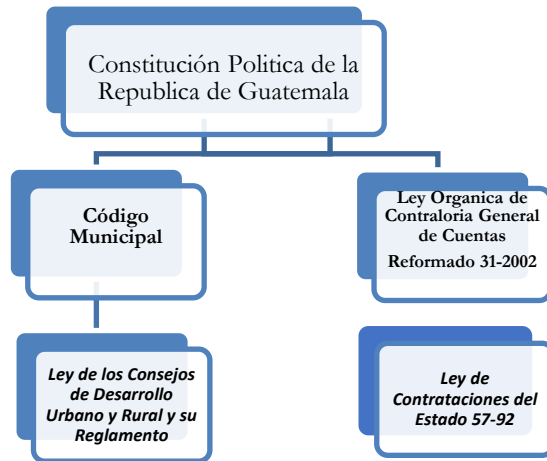 Constitución Politica de la
Republica de Guatemala
Código
Municipal
Ley Organica de
Contraloria General
de Cuentas
Reformado 31-2002
Ley de los Consejos
de Desarrollo
Urbano y Rural y su
Reglamento
Ley de
Contrataciones del
Estado 57-92